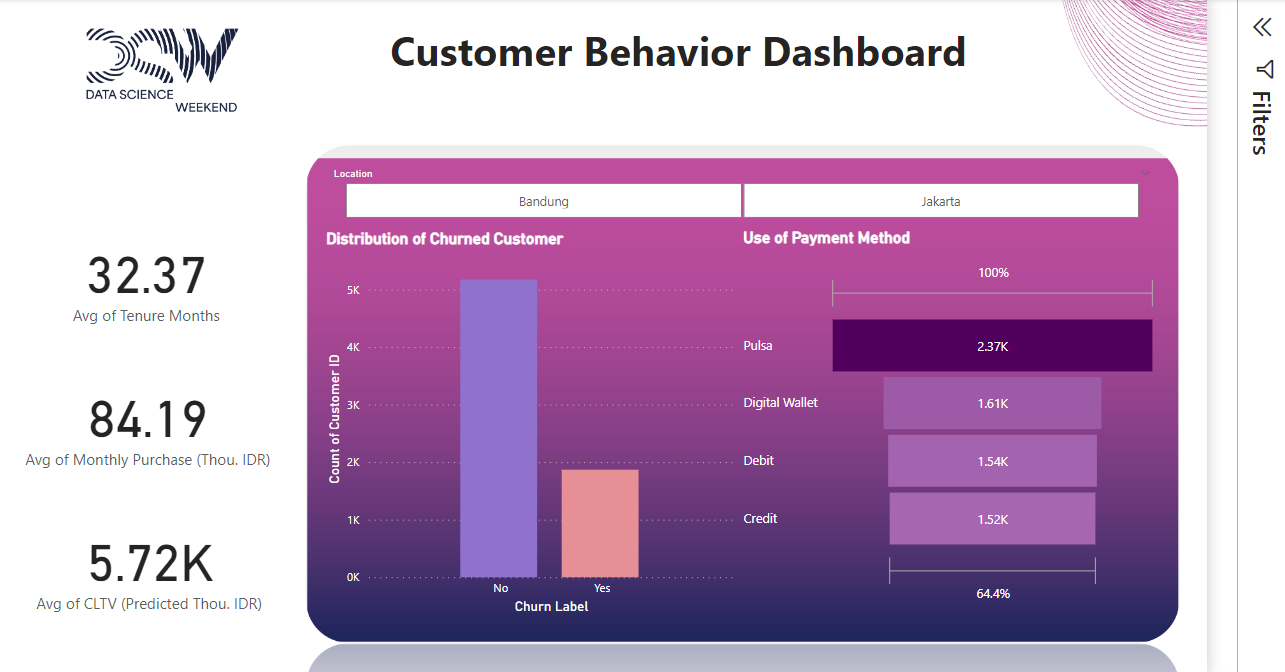 DSW
DATA SCIENCE
WEEKEND
Customer Behavior Dashboard
Filters
32.37
Avg of Tenure Months
84.19
Avg of Monthly Purchase (Thou. IDR)
5.72K
Avg of CLTV (Predicted Thou. IDR)
Location
Bandung
Jakarta
Distribution of Churned Customer
Count of Customer ID
5K
4K
3K
2K
1K
0K
No
Yes
Churn Label
Use of Payment Method
100%
Pulsa
2.37K
Digital Wallet
1.61K
Debit
1.54K
Credit
1.52K
64.4%